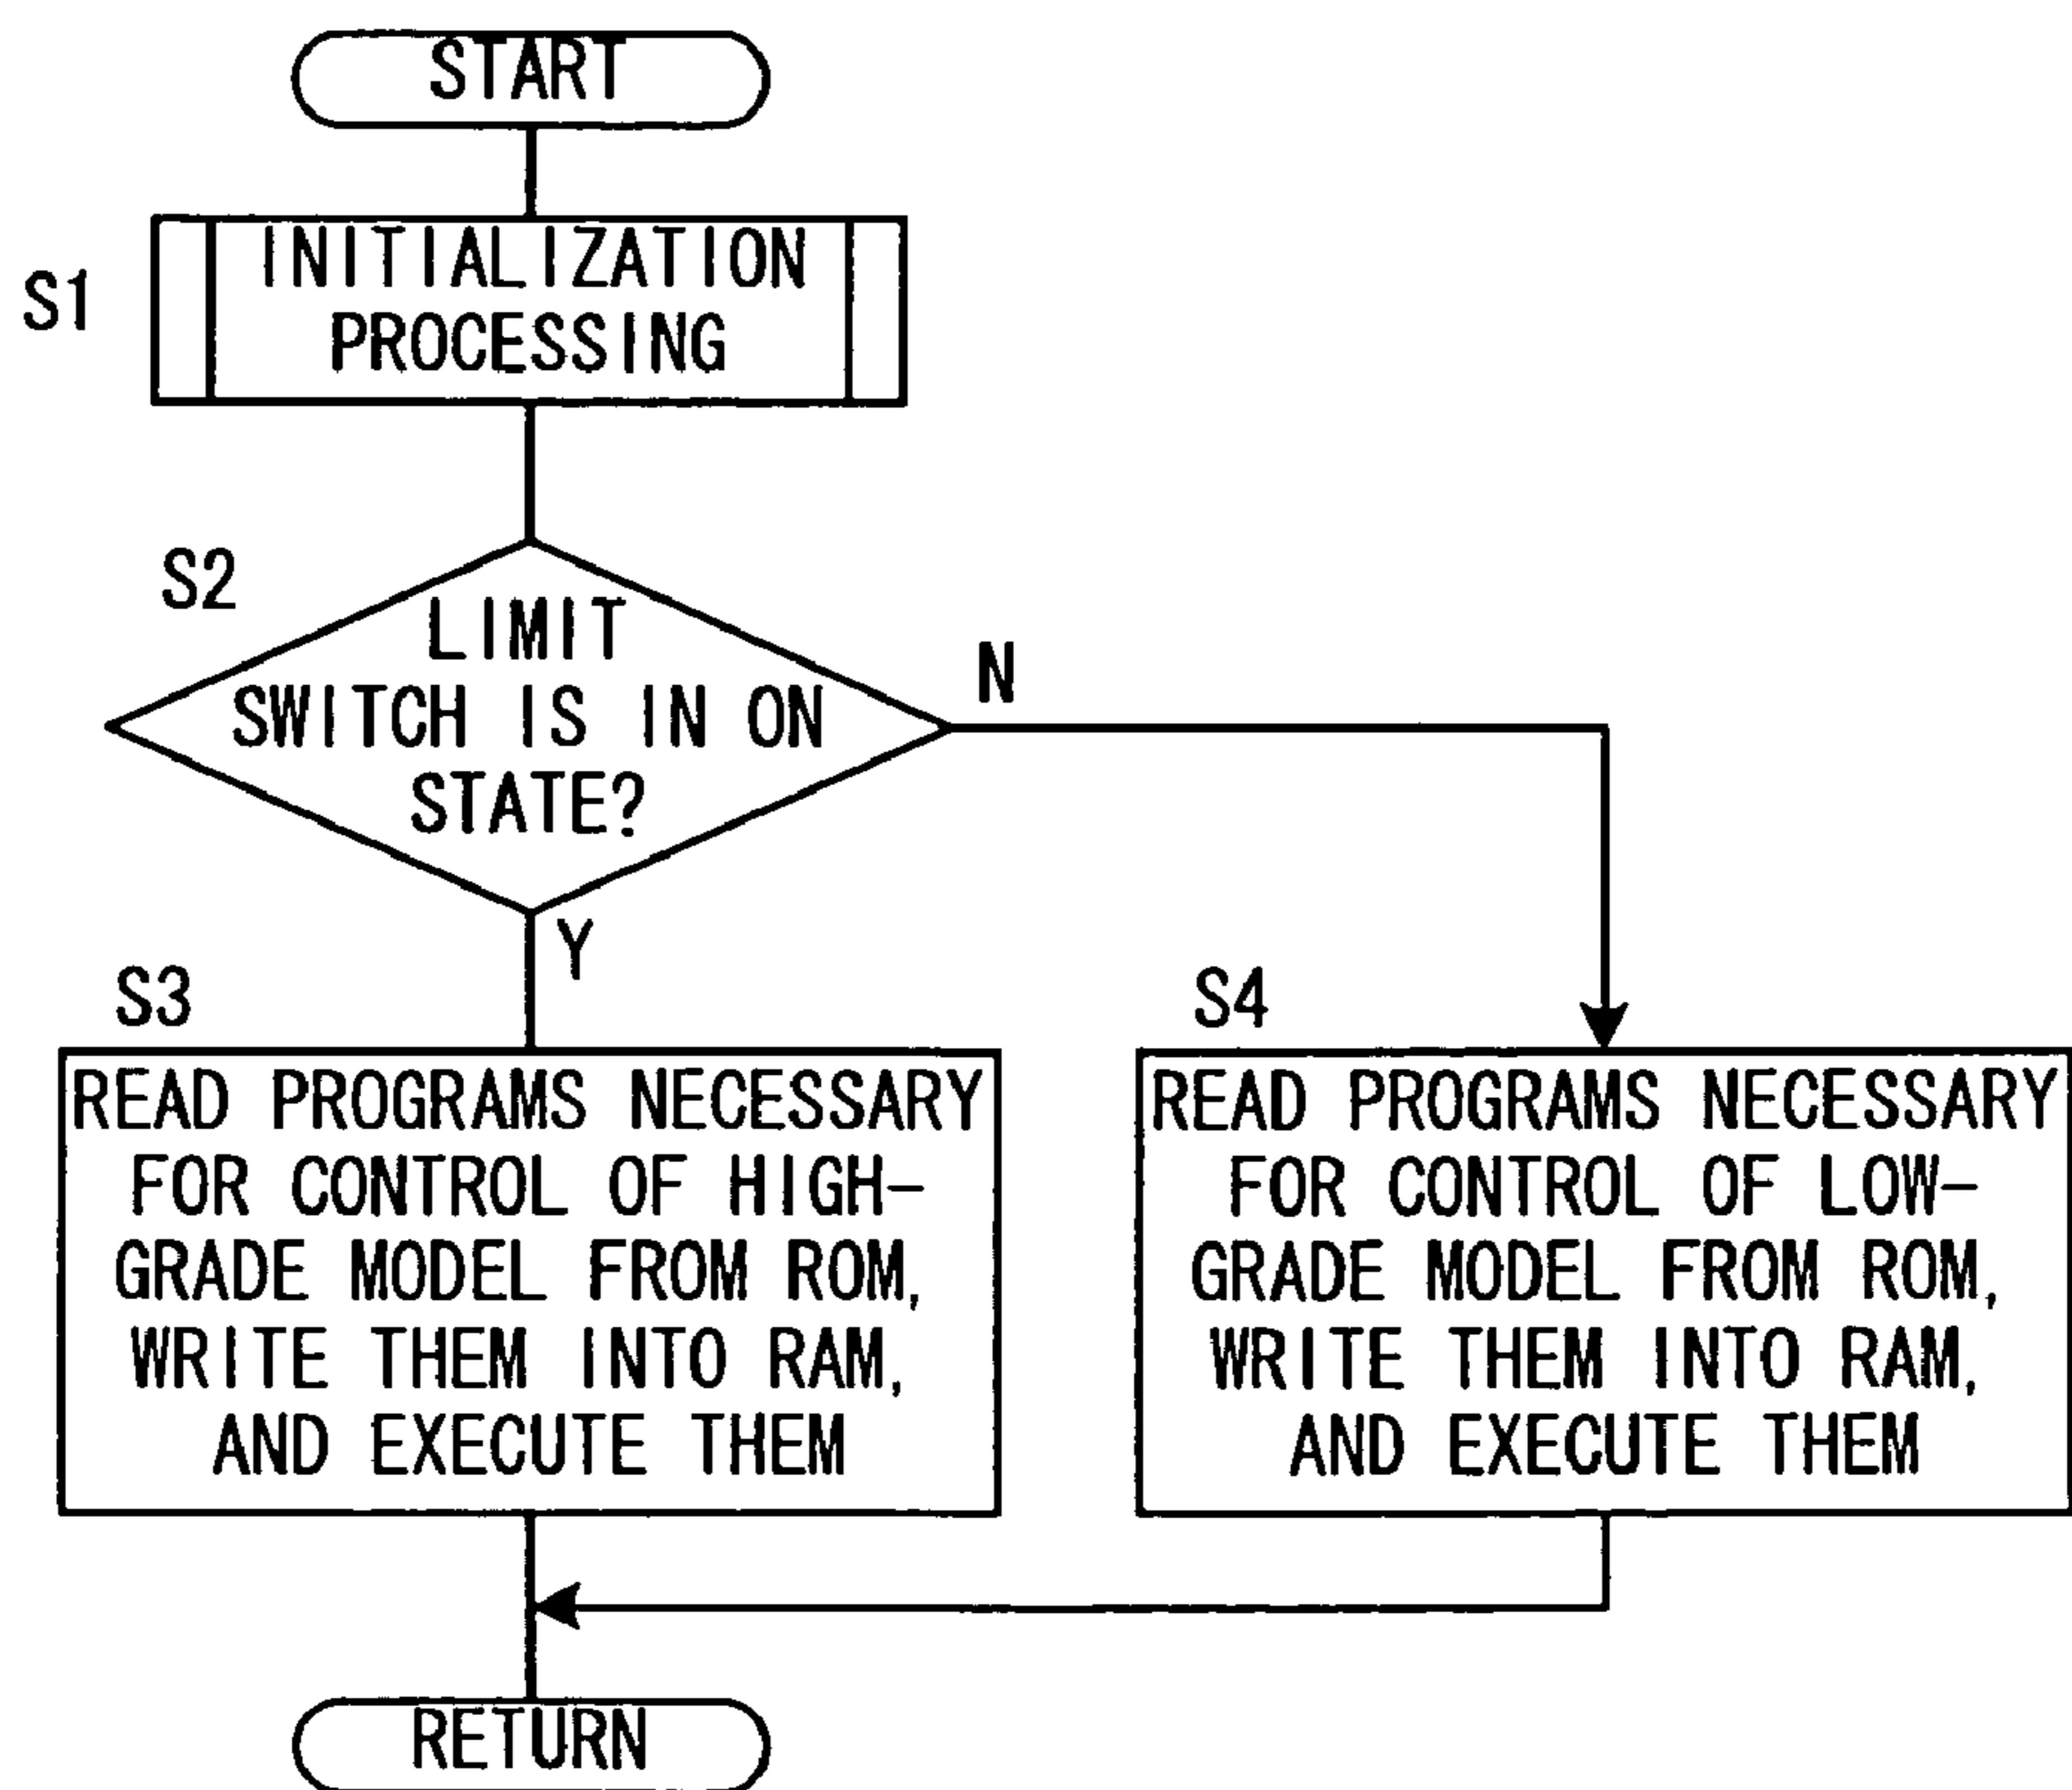 START
S1
INITIALIZATION
PROCESSING
S2
LIMIT
SWITCH IS IN ON
STATE?
N
Y
S3
READ PROGRAMS NECESSARY
FOR CONTROL OF HIGH-
GRADE MODEL FROM ROM,
WRITE THEM INTO RAM,
AND EXECUTE THEM
S4
READ PROGRAMS NECESSARY
FOR CONTROL OF LOW-
GRADE MODEL FROM ROM,
WRITE THEM INTO RAM,
AND EXECUTE THEM
RETURN